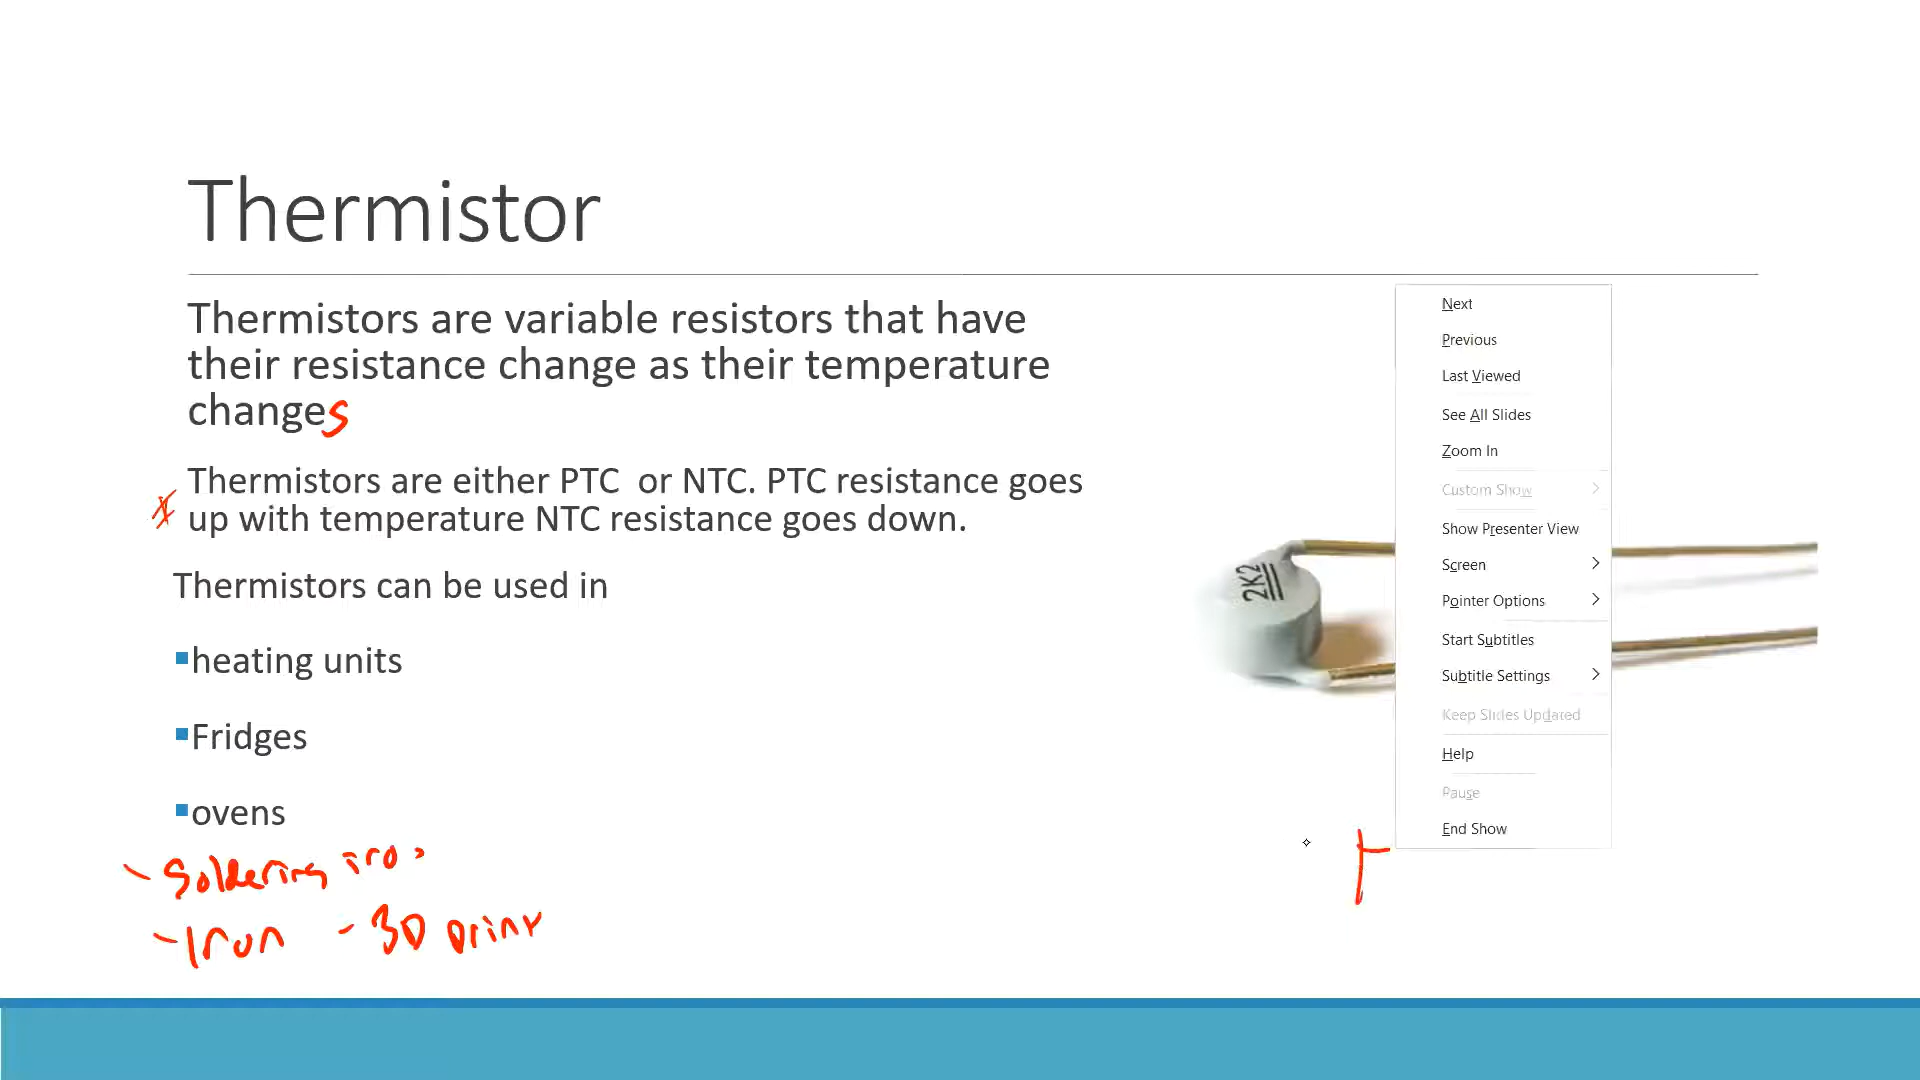 Thermistor
Thermistors are variable resistors that have
their resistance change as their temperature
changes
Thermistors are either PTC or NTC. PTC resistance goes
up with temperature NTC resistance goes down.
Thermistors can be used in
heating units
Fridges
ovens
- Soldering iro
- Iron - 3D prin
2K2
Next
Previous
Last Viewed
See All Slides
Zoom In
Custom Show
Show Presenter View
Screen
Pointer Options
Start Subtitles
Subtitle Settings
Keep Slides Updated
Help
Pause
End Show